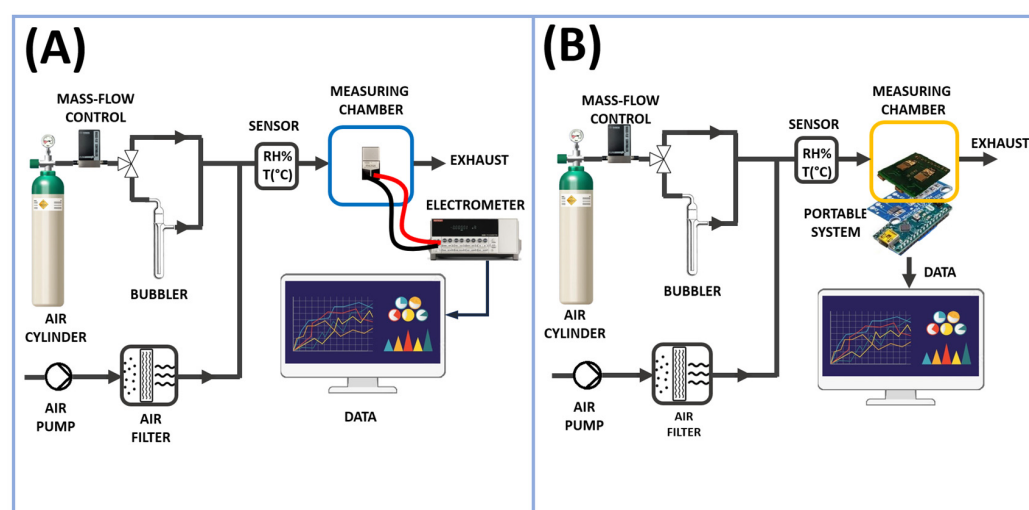 (A)
MASS-FLOW
CONTROL
MEASURING
CHAMBER
SENSOR
RH%
T(°C)
EXHAUST
ELECTROMETER
BUBBLER
AIR
CYLINDER
AIR
PUMP
AIR
FILTER
DATA
(B)
MASS-FLOW
CONTROL
MEASURING
CHAMBER
SENSOR
RH%
T(°C)
EXHAUST
PORTABLE
SYSTEM
BUBBLER
DATA
AIR
CYLINDER
AIR
PUMP
AIR
FILTER